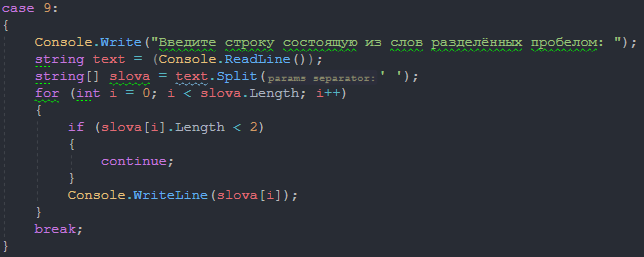 case 9:
{
    Console.Write("Введите строку состоящую из слов разделённых пробелом: ");
    string text = (Console.ReadLine());
    string[] slova = text.Split(params separator: ' ');
    for (int i = 0; i < slova.Length; i++)
    {
        if (slova[i].Length < 2)
        {
            continue;
        }
        Console.WriteLine(slova[i]);
    }
    break;
}